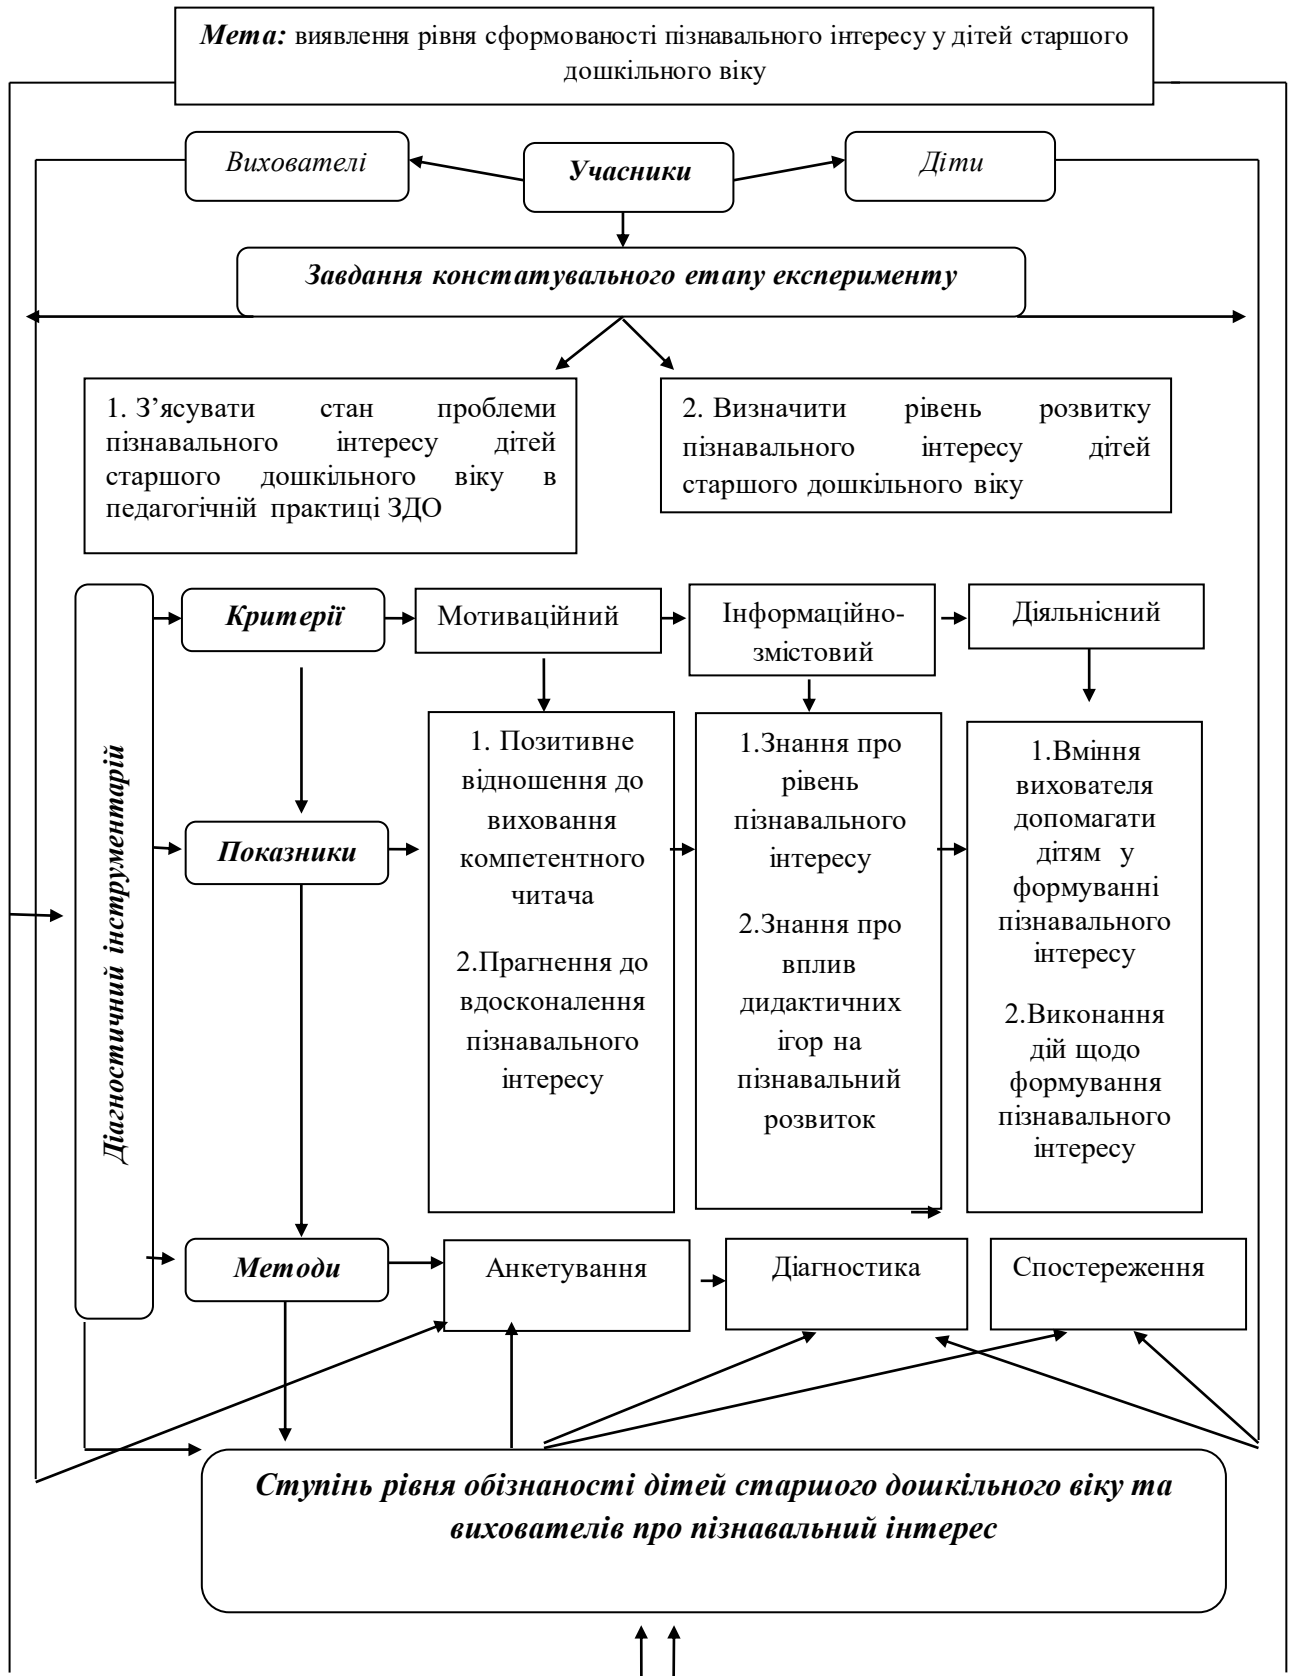 Мета: виявлення рівня сформованості пізнавального інтересу у дітей старшого
дошкільного віку
Вихователі
Учасники
Діти
Завдання констатувального етапу експерименту
1. З’ясувати стан проблеми
пізнавального інтересу дітей
старшого дошкільного віку в
педагогічній практиці ЗДО
2. Визначити рівень розвитку
пізнавального інтересу дітей
старшого дошкільного віку
Діагностичний інструментарій
Критерії
Мотиваційний
Інформаційно-
змістовий
Діяльнісний
Показники
1. Позитивне
відношення до
виховання
компетентного
читача
2.Прагнення до
вдосконалення
пізнавального
інтересу
1.Знання про
рівень
пізнавального
інтересу
2.Знання про
вплив
дидактичних
ігор на
пізнавальний
розвиток
1.Вміння
вихователя
допомагати
дітям у
формуванні
пізнавального
інтересу
2.Виконання
дій щодо
формування
пізнавального
інтересу
Методи
Анкетування
Діагностика
Спостереження
Ступінь рівня обізнаності дітей старшого дошкільного віку та
вихователів про пізнавальний інтерес